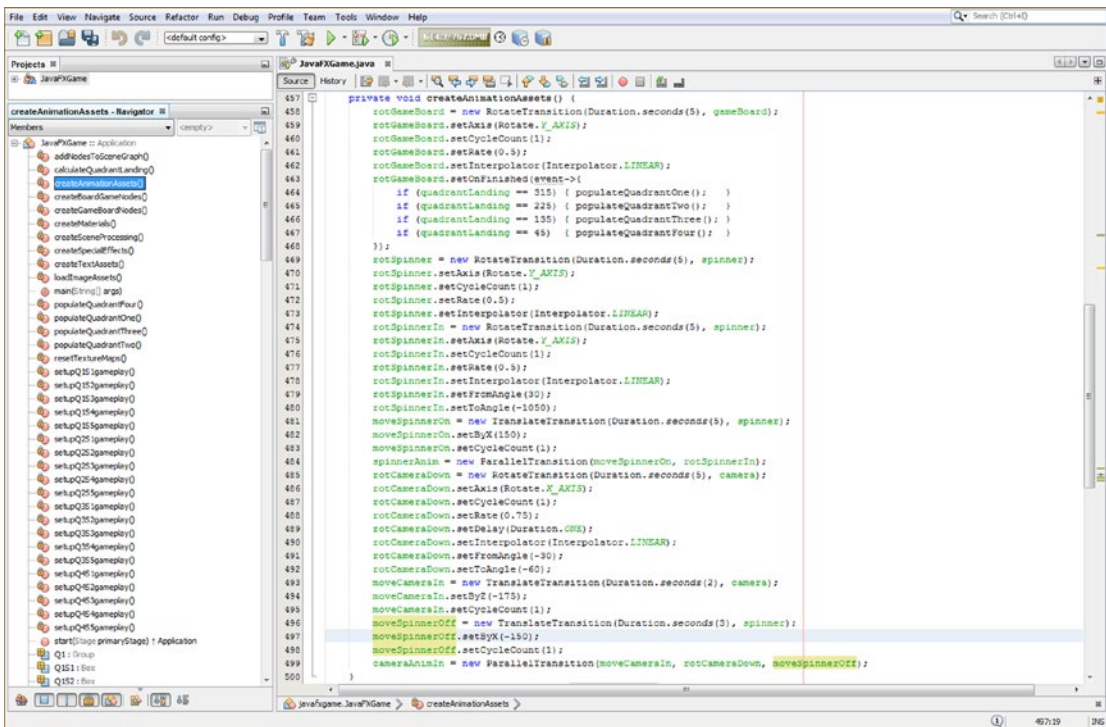 File Edit View Navigate Source Refactor Run Debug Profile Team Tools Window Help
Search (Ctrl+I)
<default config>
Projects
JavaFXGame
createAnimationAssets - Navigator
Members
<empty>
JavaFXGame :: Application
addNodesToSceneGraph()
calculateQuadrantLanding()
createAnimationAssets()
createBoardGameNodes()
createGameBoardNodes()
createMaterials()
createSceneProcessing()
createSpecialEffects()
createTextAssets()
loadImageAssets()
main(String[] args)
populateQuadrantFour()
populateQuadrantOne()
populateQuadrantThree()
populateQuadrantTwo()
resetTextureMaps()
setupQ1S1gameplay()
setupQ1S2gameplay()
setupQ1S3gameplay()
setupQ1S4gameplay()
setupQ1S5gameplay()
setupQ2S1gameplay()
setupQ2S2gameplay()
setupQ2S3gameplay()
setupQ2S4gameplay()
setupQ2S5gameplay()
setupQ3S1gameplay()
setupQ3S2gameplay()
setupQ3S3gameplay()
setupQ3S4gameplay()
setupQ3S5gameplay()
setupQ4S1gameplay()
setupQ4S2gameplay()
setupQ4S3gameplay()
setupQ4S4gameplay()
setupQ4S5gameplay()
start(Stage primaryStage) ↑ Application
Q1 : Group
Q1S1 : Box
Q1S2 : Box
JavaFXGame.java
Source History
457 private void createAnimationAssets() {
458 rotGameBoard = new RotateTransition(Duration.seconds(5), gameBoard);
459 rotGameBoard.setAxis(Rotate.Y_AXIS);
460 rotGameBoard.setCycleCount(1);
461 rotGameBoard.setRate(0.5);
462 rotGameBoard.setInterpolator(Interpolator.LINEAR);
463 rotGameBoard.setOnFinished(event->{
464 if (quadrantLanding == 315) { populateQuadrantOne(); }
465 if (quadrantLanding == 225) { populateQuadrantTwo(); }
466 if (quadrantLanding == 135) { populateQuadrantThree(); }
467 if (quadrantLanding == 45) { populateQuadrantFour(); }
468 });
469 rotSpinner = new RotateTransition(Duration.seconds(5), spinner);
470 rotSpinner.setAxis(Rotate.Y_AXIS);
471 rotSpinner.setCycleCount(1);
472 rotSpinner.setRate(0.5);
473 rotSpinner.setInterpolator(Interpolator.LINEAR);
474 rotSpinnerIn = new RotateTransition(Duration.seconds(5), spinner);
475 rotSpinnerIn.setAxis(Rotate.Y_AXIS);
476 rotSpinnerIn.setCycleCount(1);
477 rotSpinnerIn.setRate(0.5);
478 rotSpinnerIn.setInterpolator(Interpolator.LINEAR);
479 rotSpinnerIn.setFromAngle(30);
480 rotSpinnerIn.setToAngle(-1050);
481 moveSpinnerOn = new TranslateTransition(Duration.seconds(5), spinner);
482 moveSpinnerOn.setByX(150);
483 moveSpinnerOn.setCycleCount(1);
484 spinnerAnim = new ParallelTransition(moveSpinnerOn, rotSpinnerIn);
485 rotCameraDown = new RotateTransition(Duration.seconds(5), camera);
486 rotCameraDown.setAxis(Rotate.X_AXIS);
487 rotCameraDown.setCycleCount(1);
488 rotCameraDown.setRate(0.75);
489 rotCameraDown.setDelay(Duration.ONE);
490 rotCameraDown.setInterpolator(Interpolator.LINEAR);
491 rotCameraDown.setFromAngle(-30);
492 rotCameraDown.setToAngle(-60);
493 moveCameraIn = new TranslateTransition(Duration.seconds(2), camera);
494 moveCameraIn.setByZ(-175);
495 moveCameraIn.setCycleCount(1);
496 moveSpinnerOff = new TranslateTransition(Duration.seconds(3), spinner);
497 moveSpinnerOff.setByX(-150);
498 moveSpinnerOff.setCycleCount(1);
499 cameraAnimIn = new ParallelTransition(moveCameraIn, rotCameraDown, moveSpinnerOff);
500 }
javafxgame.JavaFXGame createAnimationAssets
497:19 INS